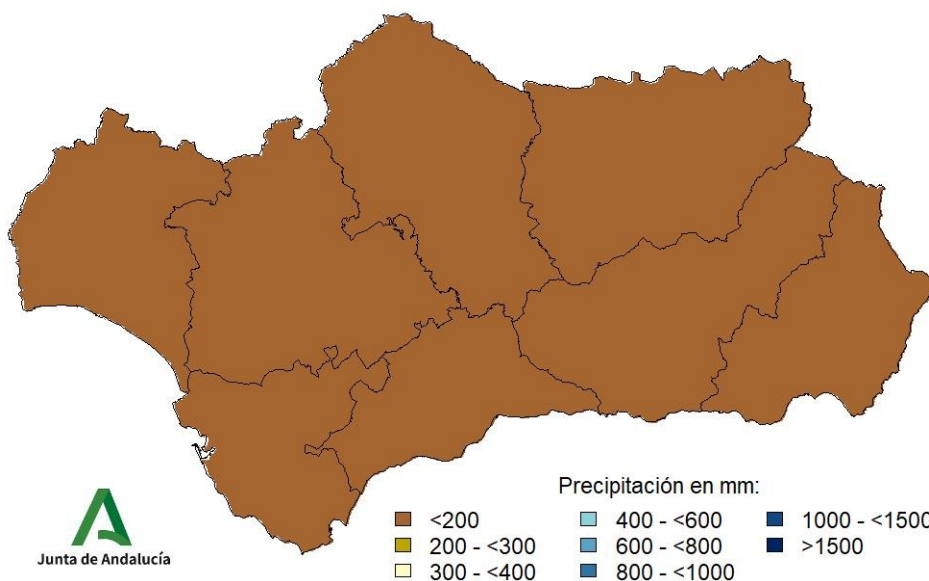 Precipitación en mm:
<200
400 - <600
1000 - <1500
200 - <300
600 - <800
>1500
300 - <400
800 - <1000
Junta de Andalucía